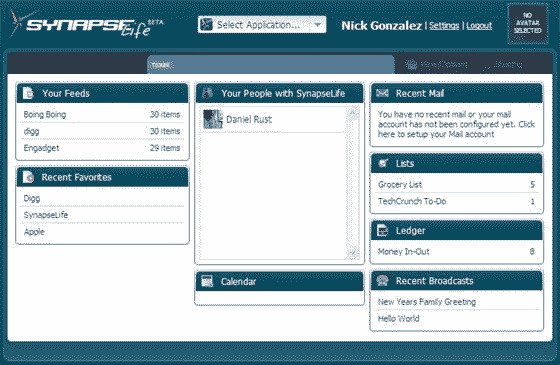 SYNAPSE Life BETA
Select Application...
Nick Gonzalez | Settings | Logout
NO
AVATAR
SELECTED
TICKER
Your Feeds
Boing Boing 30 items
digg 30 items
Engadget 29 items
Recent Favorites
Digg
SynapseLife
Apple
Your People with SynapseLife
Daniel Rust
Calendar
Recent Mail
You have no recent mail or your mail
account has not been configured yet. Click
here to setup your Mail account
Lists
Grocery List 5
TechCrunch To-Do 1
Ledger
Money In-Out 8
Recent Broadcasts
New Years Family Greeting
Hello World